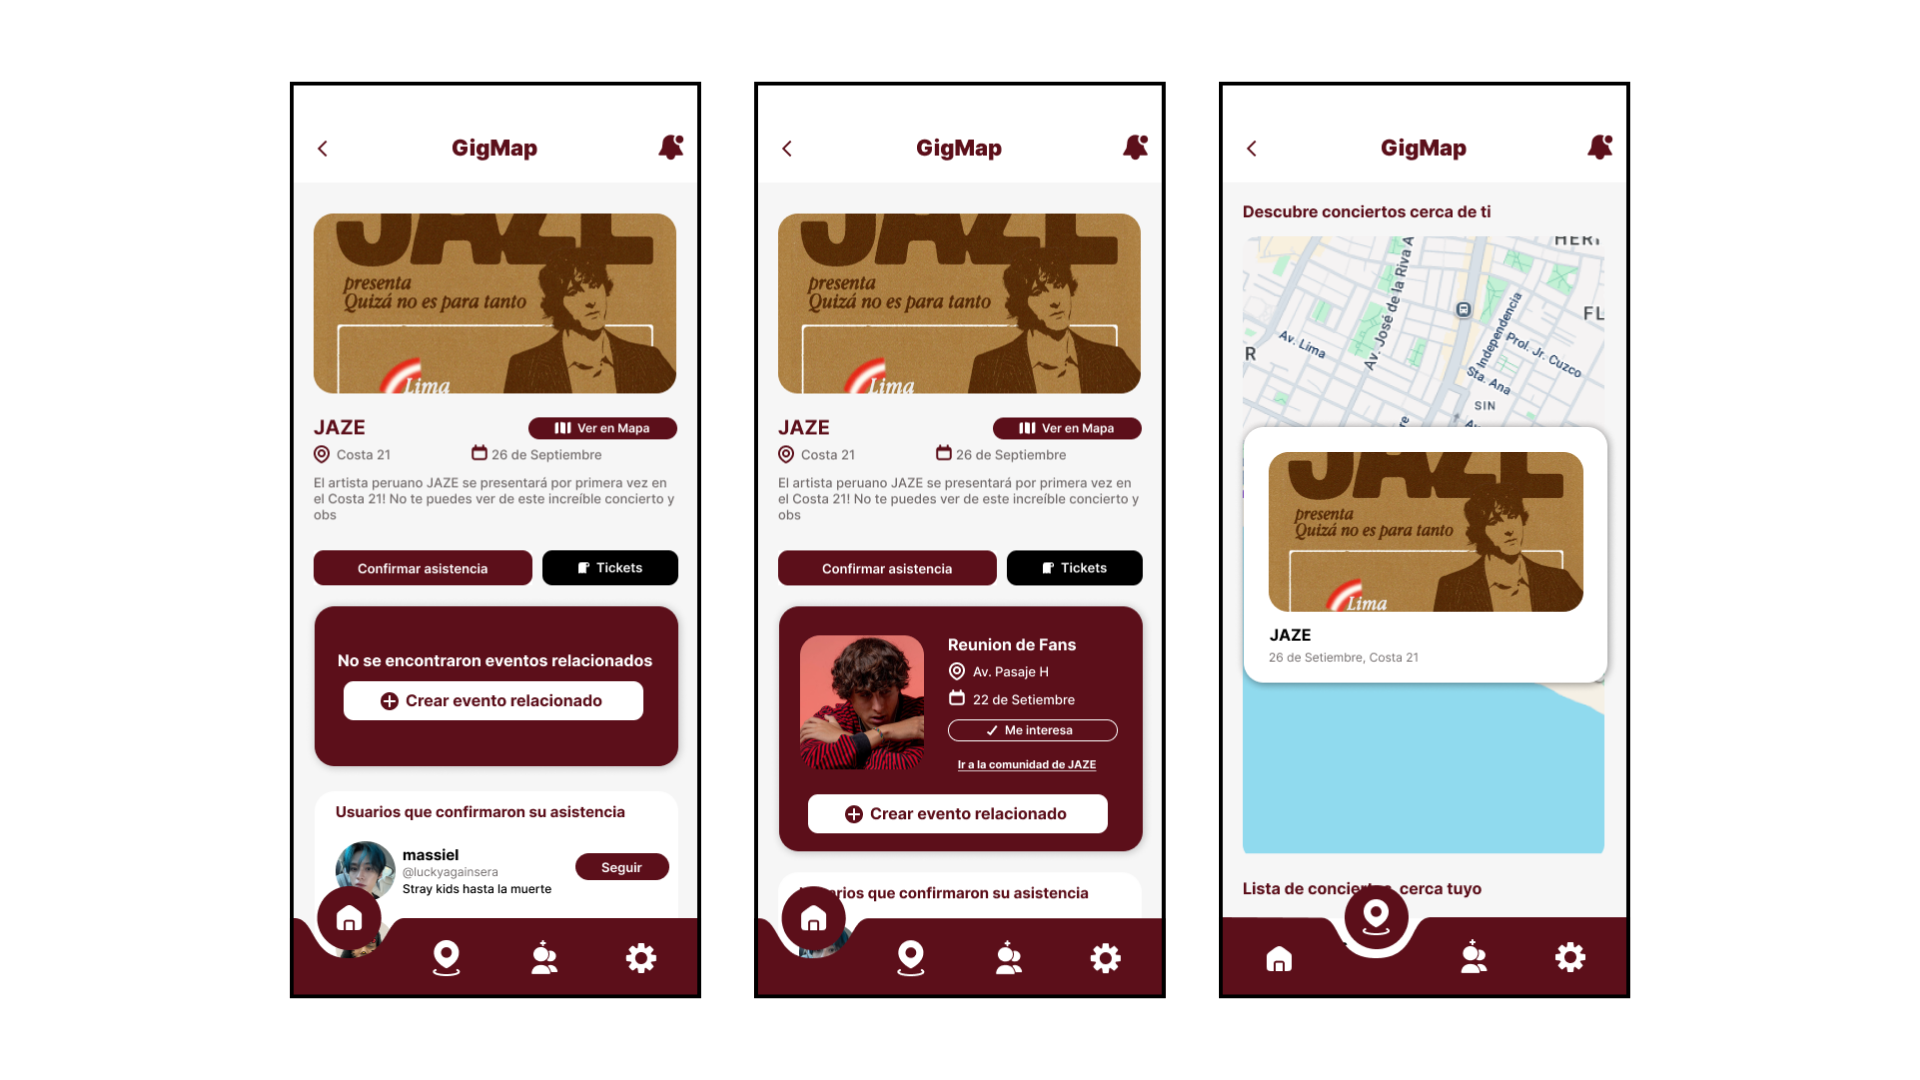 GigMap
JAZE
presenta
Quizá no es para tanto
Lima
JAZE
Ver en Mapa
Costa 21
26 de Septiembre
El artista peruano JAZE se presentará por primera vez en
el Costa 21! No te puedes ver de este increíble concierto y
obs
Confirmar asistencia
Tickets
No se encontraron eventos relacionados
Crear evento relacionado
Usuarios que confirmaron su asistencia
massiel
@luckyagainsera
Stray kids hasta la muerte
Seguir
GigMap
JAZE
presenta
Quizá no es para tanto
Lima
JAZE
Ver en Mapa
Costa 21
26 de Septiembre
El artista peruano JAZE se presentará por primera vez en
el Costa 21! No te puedes ver de este increíble concierto y
obs
Confirmar asistencia
Tickets
Reunion de Fans
Av. Pasaje H
22 de Setiembre
Me interesa
Ir a la comunidad de JAZE
Crear evento relacionado
que confirmaron su asistencia
GigMap
Descubre conciertos cerca de ti
Av. José de la Riva A
FL
R
Av. Lima
Independencia
Prol. Jr. Cuzco
Sta. Ana
SIN
JAZE
presenta
Quizá no es para tanto
Lima
JAZE
26 de Setiembre, Costa 21
Lista de conciertos cerca tuyo